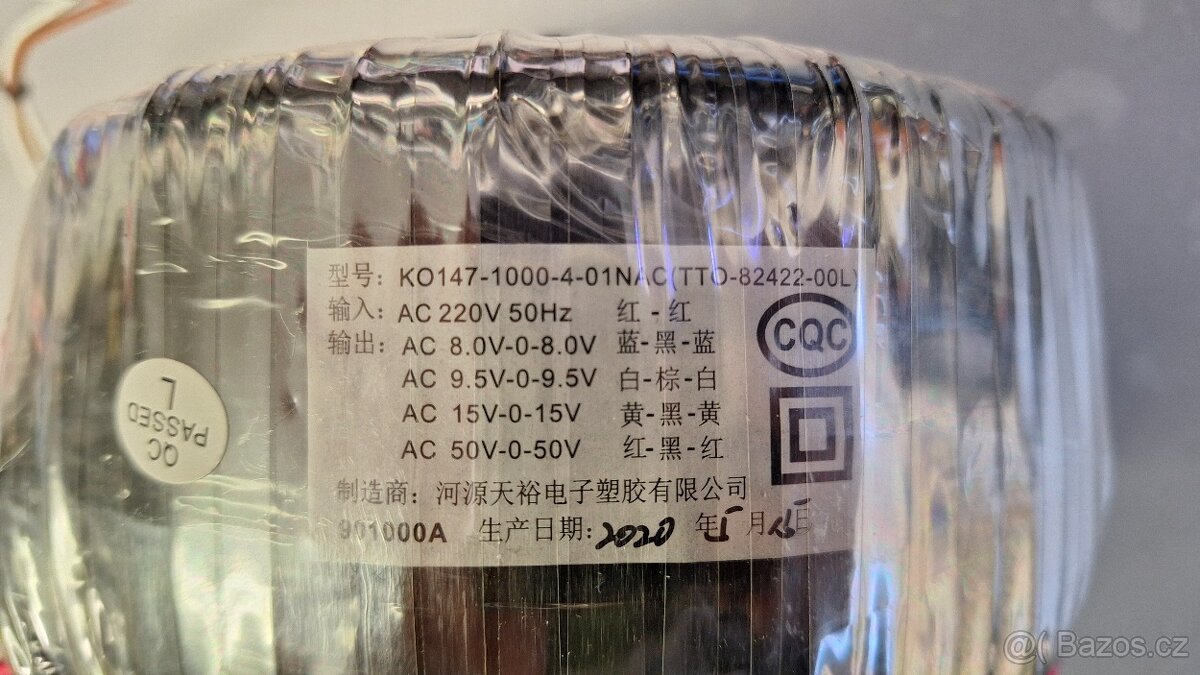 型号: KO147-1000-4-01NAC(TTO-82422-00L)
输入: AC 220V 50Hz 红-红
输出: AC 8.0V-0-8.0V 蓝-黑-蓝
AC 9.5V-0-9.5V 白-棕-白
AC 15V-0-15V 黄-黑-黄
AC 50V-0-50V 红-黑-红
CQC
制造商: 河源天裕电子塑胶有限公司
901000A 生产日期: 2020 年 月 日
QC
PASSED
L
Bazos.cz